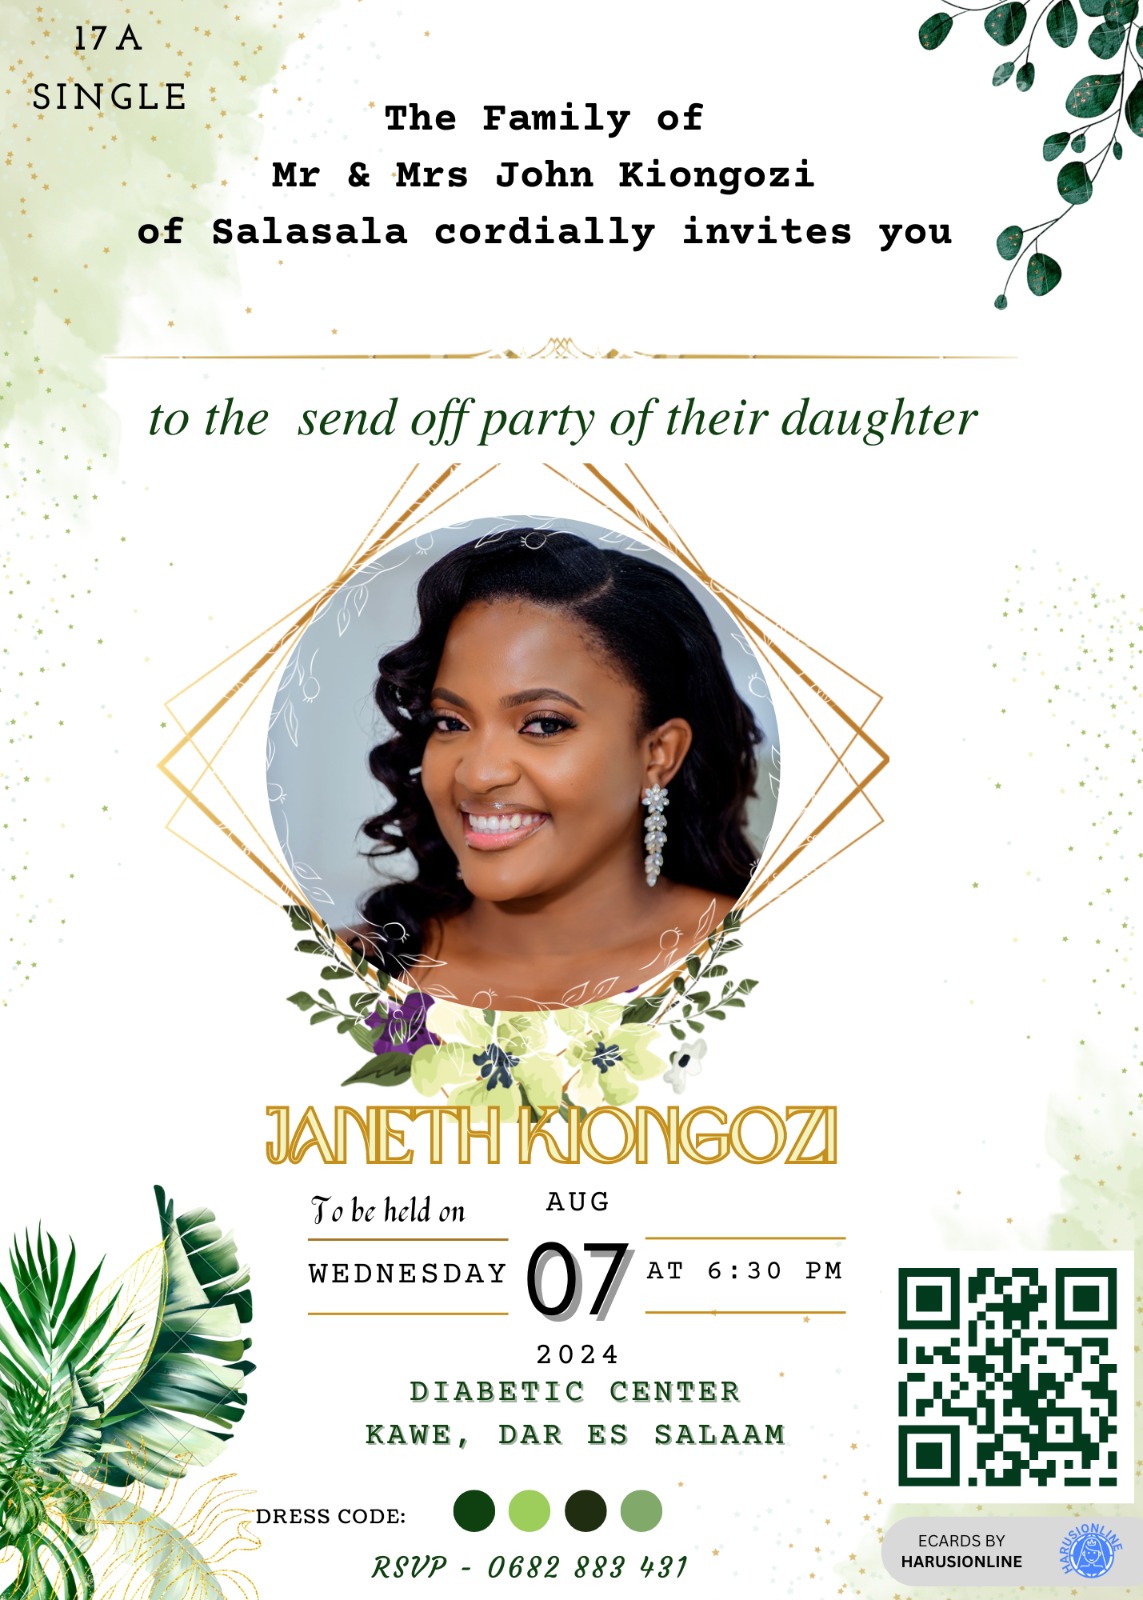 17 A
SINGLE
The Family of
Mr & Mrs John Kiongozi
of Salasala cordially invites you
to the send off party of their daughter
JANETH KIONGOZI
To be held on
AUG
WEDNESDAY
07
AT 6:30 PM
2024
DIABETIC CENTER
KAWE, DAR ES SALAAM
DRESS CODE:
RSVP - 0682 883 431
ECARDS BY
HARUSIONLINE
HARUSIONLINE